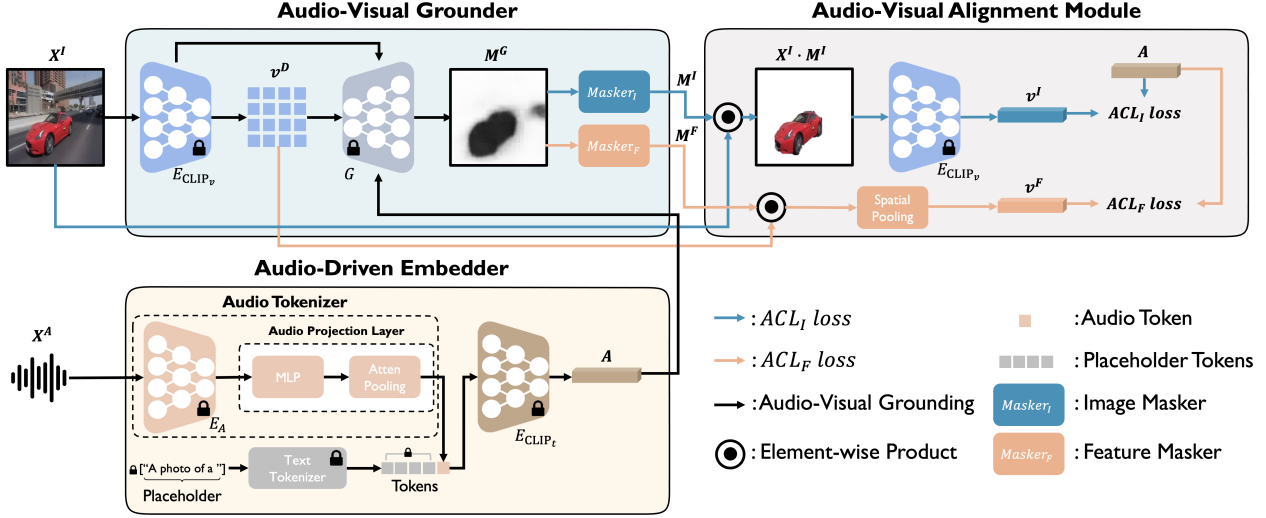 Audio-Visual Grounder
Audio-Visual Alignment Module
X^I
v^D
M^G
Masker_I
M^I
Masker_F
M^F
E_CLIP_v
G
X^I · M^I
E_CLIP_v
v^I
A
ACL_I loss
Spatial
Pooling
v^F
ACL_F loss
Audio-Driven Embedder
Audio Tokenizer
Audio Projection Layer
X^A
MLP
Atten
Pooling
E_A
E_CLIP_t
A
["A photo of a "]
Placeholder
Text
Tokenizer
Tokens
: ACL_I loss
: ACL_F loss
:Audio-Visual Grounding
: Element-wise Product
:Audio Token
: Placeholder Tokens
Masker_I
: Image Masker
Masker_F
: Feature Masker